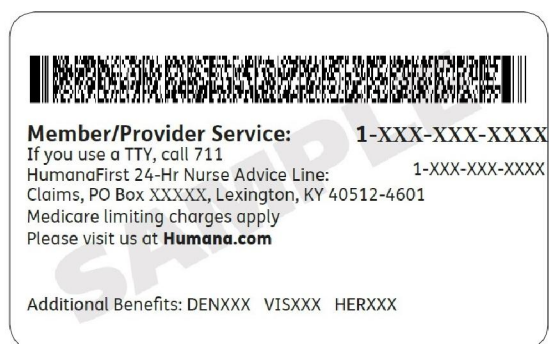 SAMPLE
Member/Provider Service: 1-XXX-XXX-XXXX
If you use a TTY, call 711
HumanaFirst 24-Hr Nurse Advice Line: 1-XXX-XXX-XXXX
Claims, PO Box XXXXX, Lexington, KY 40512-4601
Medicare limiting charges apply
Please visit us at Humana.com
Additional Benefits: DENXXX VISXXX HERXXX